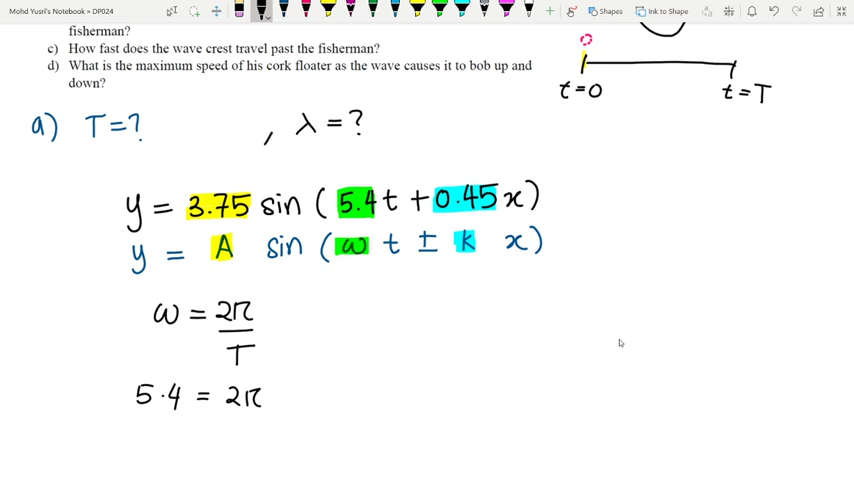 Mohd Yusri's Notebook » DP024
Shapes
Ink to Shape
fisherman?
c) How fast does the wave crest travel past the fisherman?
d) What is the maximum speed of his cork floater as the wave causes it to bob up and
down?
t=0
t=T
a) T=? , λ=?
y = 3.75 sin (5.4t + 0.45x)
y = A sin (ω t ± k x)
ω = 2π
T
5.4 = 2π